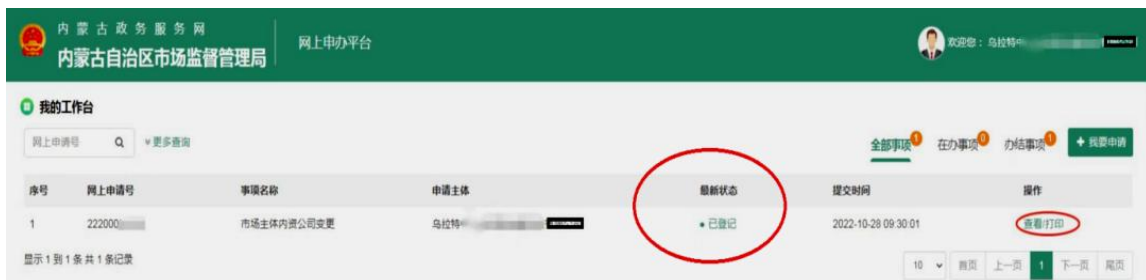 内蒙古政务服务网
内蒙古自治区市场监督管理局
网上申办平台
欢迎您：乌拉特
我的工作台
网上申请号 更多查询
全部事项 1 在办事项 0 办结事项 1 + 我要申请
序号 网上申请号 事项名称 申请主体 最新状态 提交时间 操作
1 222000 市场主体内资公司变更 乌拉特 已登记 2022-10-28 09:30:01 查看/打印
显示 1 到 1 条 共 1 条记录
10 首页 上一页 1 下一页 尾页